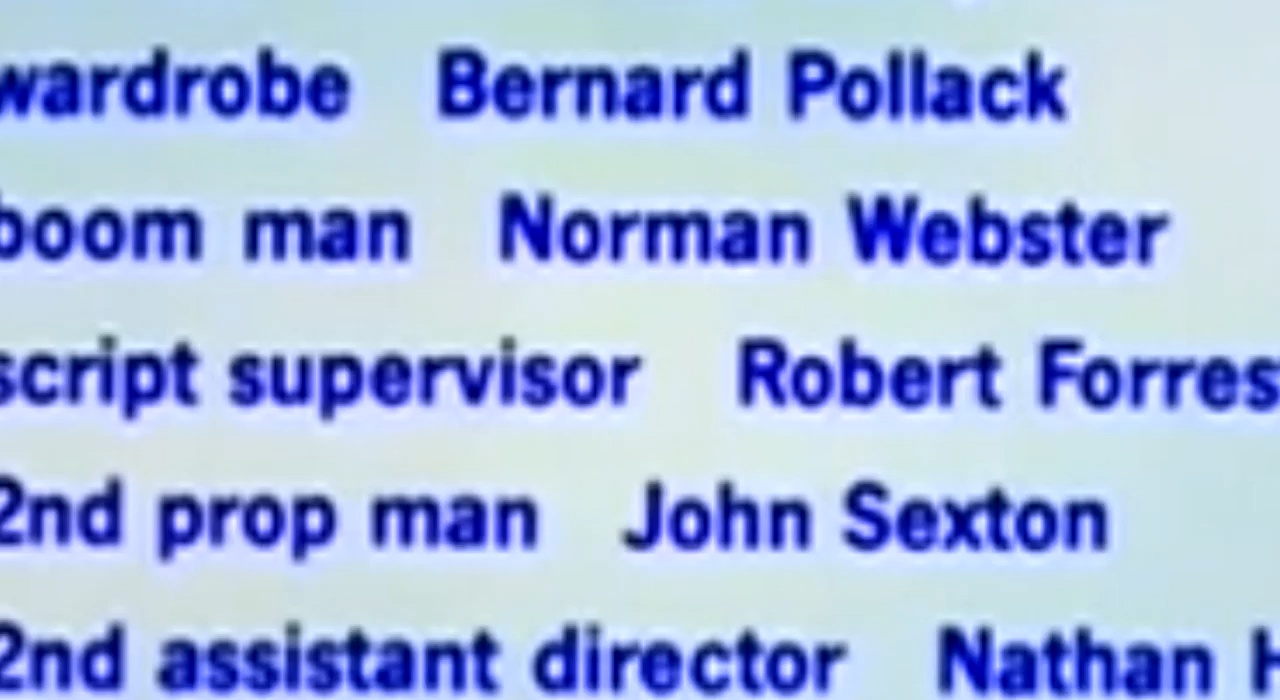 wardrobe Bernard Pollack
boom man Norman Webster
script supervisor Robert Forres
2nd prop man John Sexton
2nd assistant director Nathan H